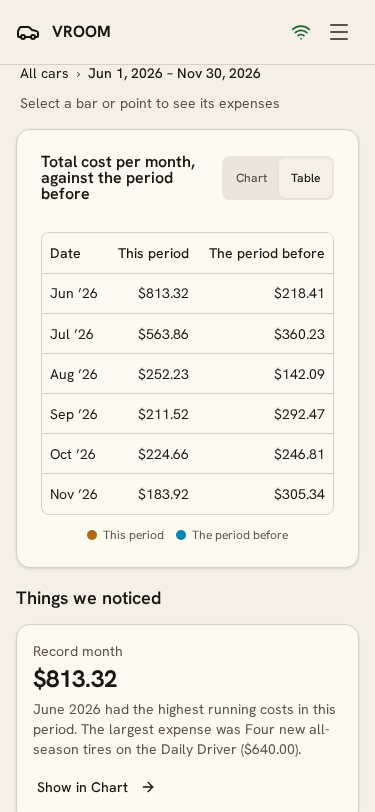 VROOM
All cars › Jun 1, 2026 – Nov 30, 2026
Select a bar or point to see its expenses
Total cost per month,
against the period
before
Chart Table
Date This period The period before
Jun ’26 $813.32 $218.41
Jul ’26 $563.86 $360.23
Aug ’26 $252.23 $142.09
Sep ’26 $211.52 $292.47
Oct ’26 $224.66 $246.81
Nov ’26 $183.92 $305.34
This period The period before
Things we noticed
Record month
$813.32
June 2026 had the highest running costs in this
period. The largest expense was Four new all-
season tires on the Daily Driver ($640.00).
Show in Chart →